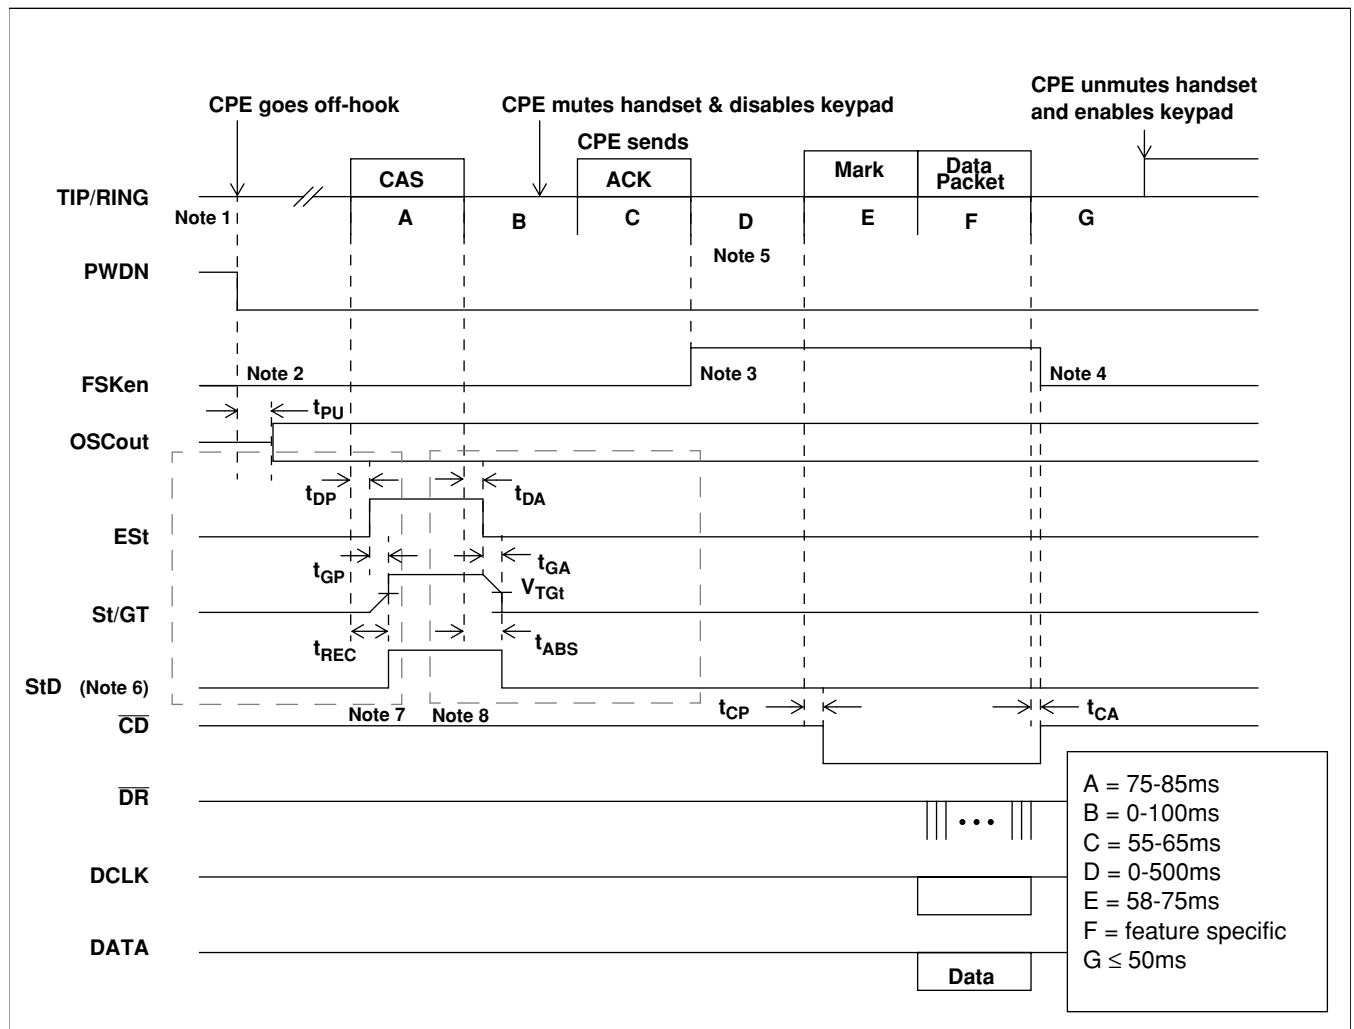 CPE goes off-hook
CPE mutes handset & disables keypad
CPE unmutes handset
and enables keypad
CPE sends
TIP/RING
CAS
ACK
Mark
Data
Packet
Note 1
A
B
C
D
E
F
G
Note 5
PWDN
FSKen
Note 2
Note 3
Note 4
tPU
OSCout
tDP
tDA
ESt
tGP
tGA
VTGt
St/GT
tREC
tABS
StD (Note 6)
tCP
tCA
Note 7
Note 8
CD
DR
• • •
DCLK
DATA
Data
A = 75-85ms
B = 0-100ms
C = 55-65ms
D = 0-500ms
E = 58-75ms
F = feature specific
G ≤ 50ms